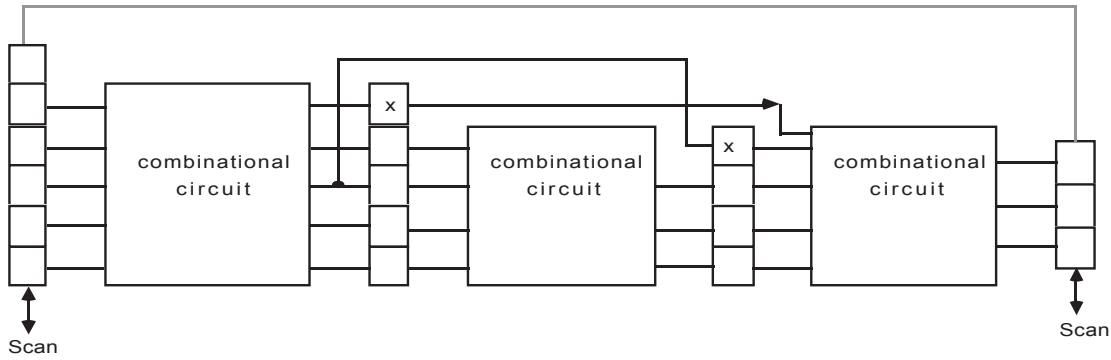 x
combinational
circuit
x
combinational
circuit
combinational
circuit
Scan
Scan